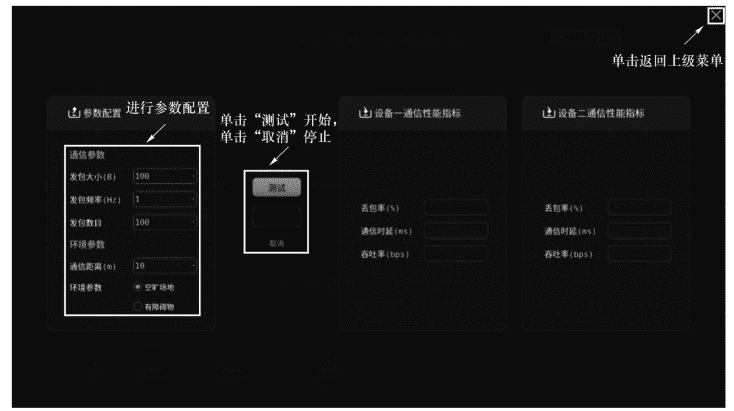 单击返回上级菜单
参数配置
进行参数配置
单击“测试”开始，
单击“取消”停止
设备一通信性能指标
设备二通信性能指标
通信参数
发包大小(B) 100
发包频率(Hz) 1
发包数目 100
环境参数
通信距离(m) 10
环境参数 空旷场地
有障碍物
测试
取消
丢包率(%)
通信时延(ms)
吞吐率(bps)
丢包率(%)
通信时延(ms)
吞吐率(bps)